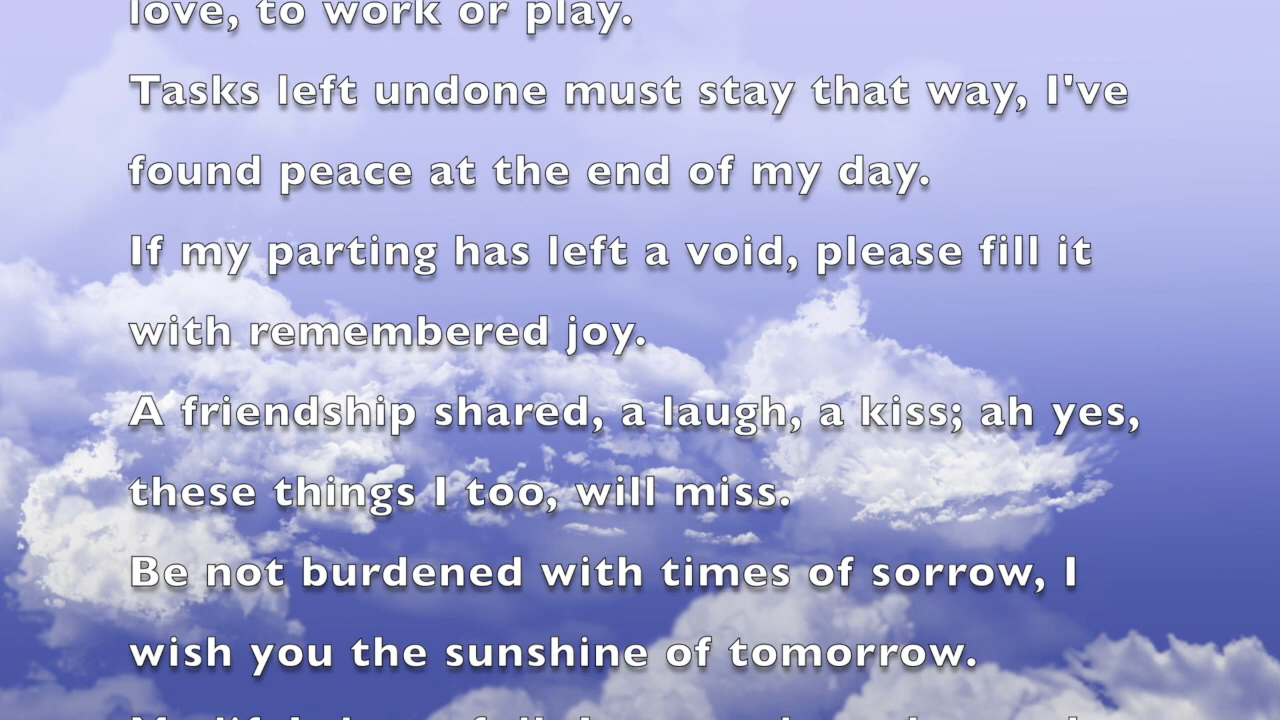 love, to work or play.
Tasks left undone must stay that way, I've
found peace at the end of my day.
If my parting has left a void, please fill it
with remembered joy.
A friendship shared, a laugh, a kiss; ah yes,
these things I too, will miss.
Be not burdened with times of sorrow, I
wish you the sunshine of tomorrow.